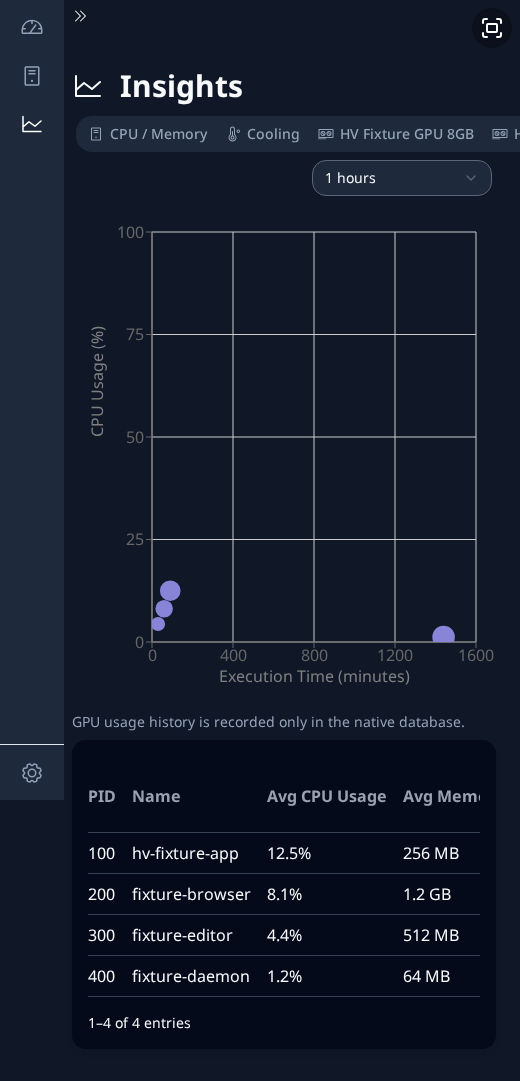 Insights
CPU / Memory Cooling HV Fixture GPU 8GB
1 hours
100
75
50
25
0
CPU Usage (%)
0 400 800 1200 1600
Execution Time (minutes)
GPU usage history is recorded only in the native database.
PID Name Avg CPU Usage Avg
100 hv-fixture-app 12.5% 256 MB
200 fixture-browser 8.1% 1.2 GB
300 fixture-editor 4.4% 512 MB
400 fixture-daemon 1.2% 64 MB
1–4 of 4 entries